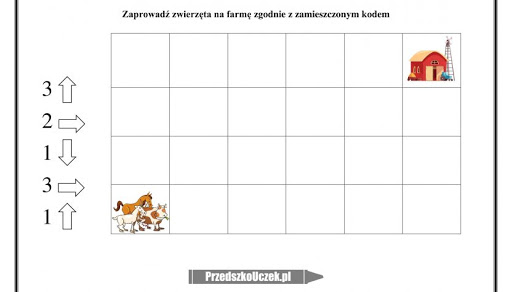 Zaprowadź zwierzęta na farmę zgodnie z zamieszczonym kodem
3
2
1
3
1
PrzedszkoUczek.pl